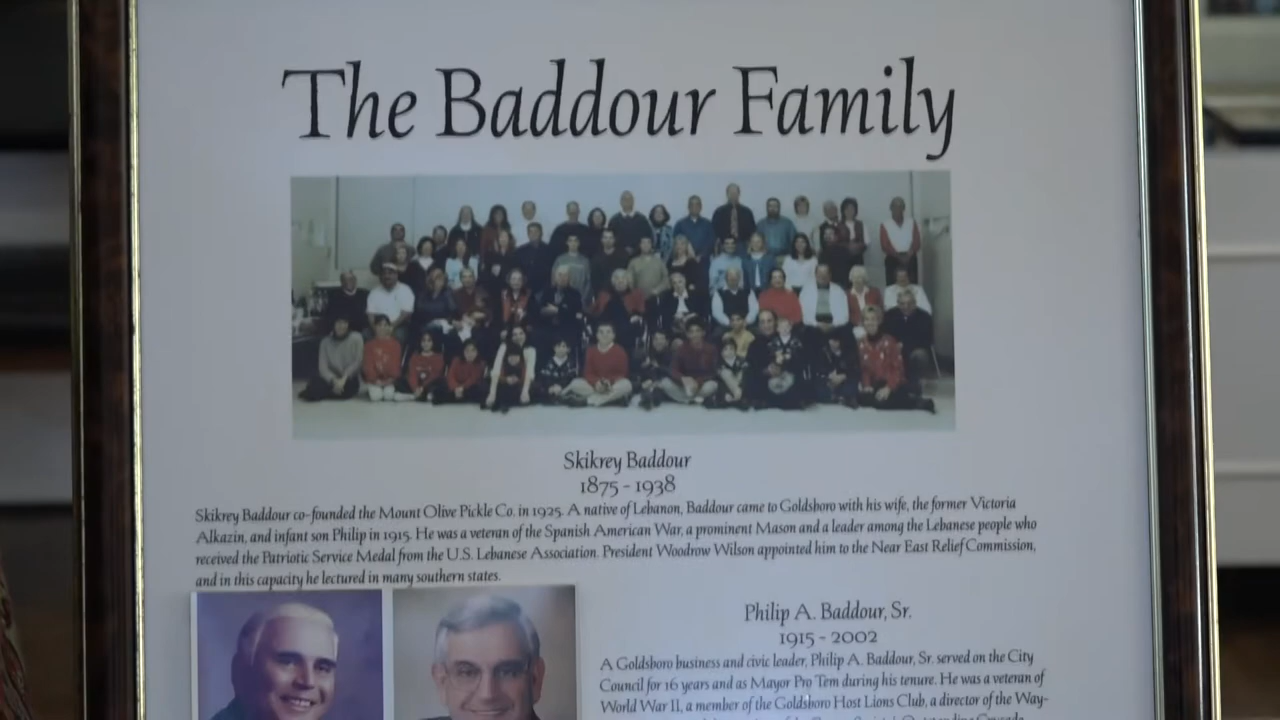 The Baddour Family
Skikrey Baddour
1875 - 1938
Skikrey Baddour co-founded the Mount Olive Pickle Co. in 1925. A native of Lebanon, Baddour came to Goldsboro with his wife, the former Victoria
Alkazin, and infant son Philip in 1915. He was a veteran of the Spanish American War, a prominent Mason and a leader among the Lebanese people who
received the Patriotic Service Medal from the U.S. Lebanese Association. President Woodrow Wilson appointed him to the Near East Relief Commission,
and in this capacity he lectured in many southern states.
Philip A. Baddour, Sr.
1915 - 2002
A Goldsboro business and civic leader, Philip A. Baddour, Sr. served on the City
Council for 16 years and as Mayor Pro Tem during his tenure. He was a veteran of
World War II, a member of the Goldsboro Host Lions Club, a director of the Way-